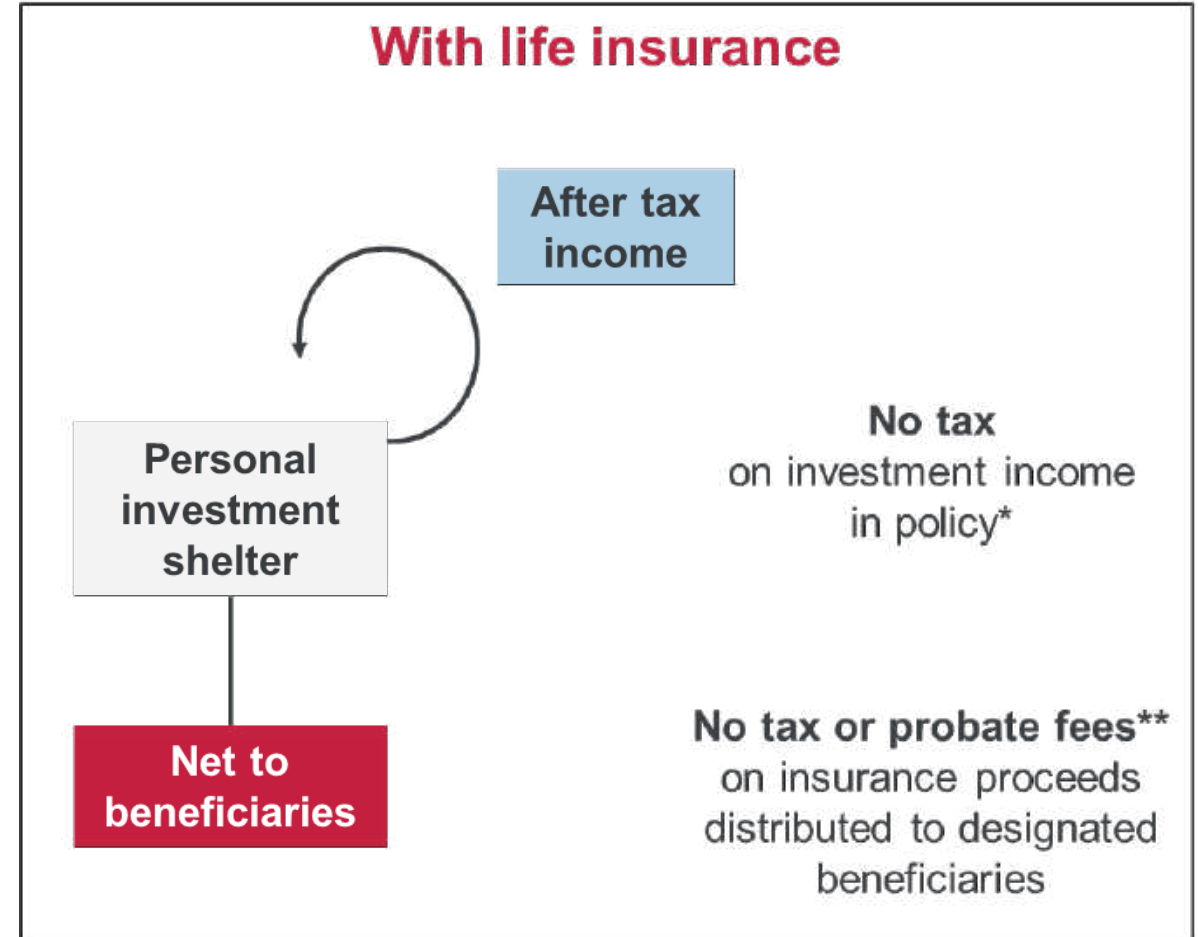 With life insurance
After tax
income
Personal
investment
shelter
No tax
on investment income
in policy*
Net to
beneficiaries
No tax or probate fees**
on insurance proceeds
distributed to designated
beneficiaries